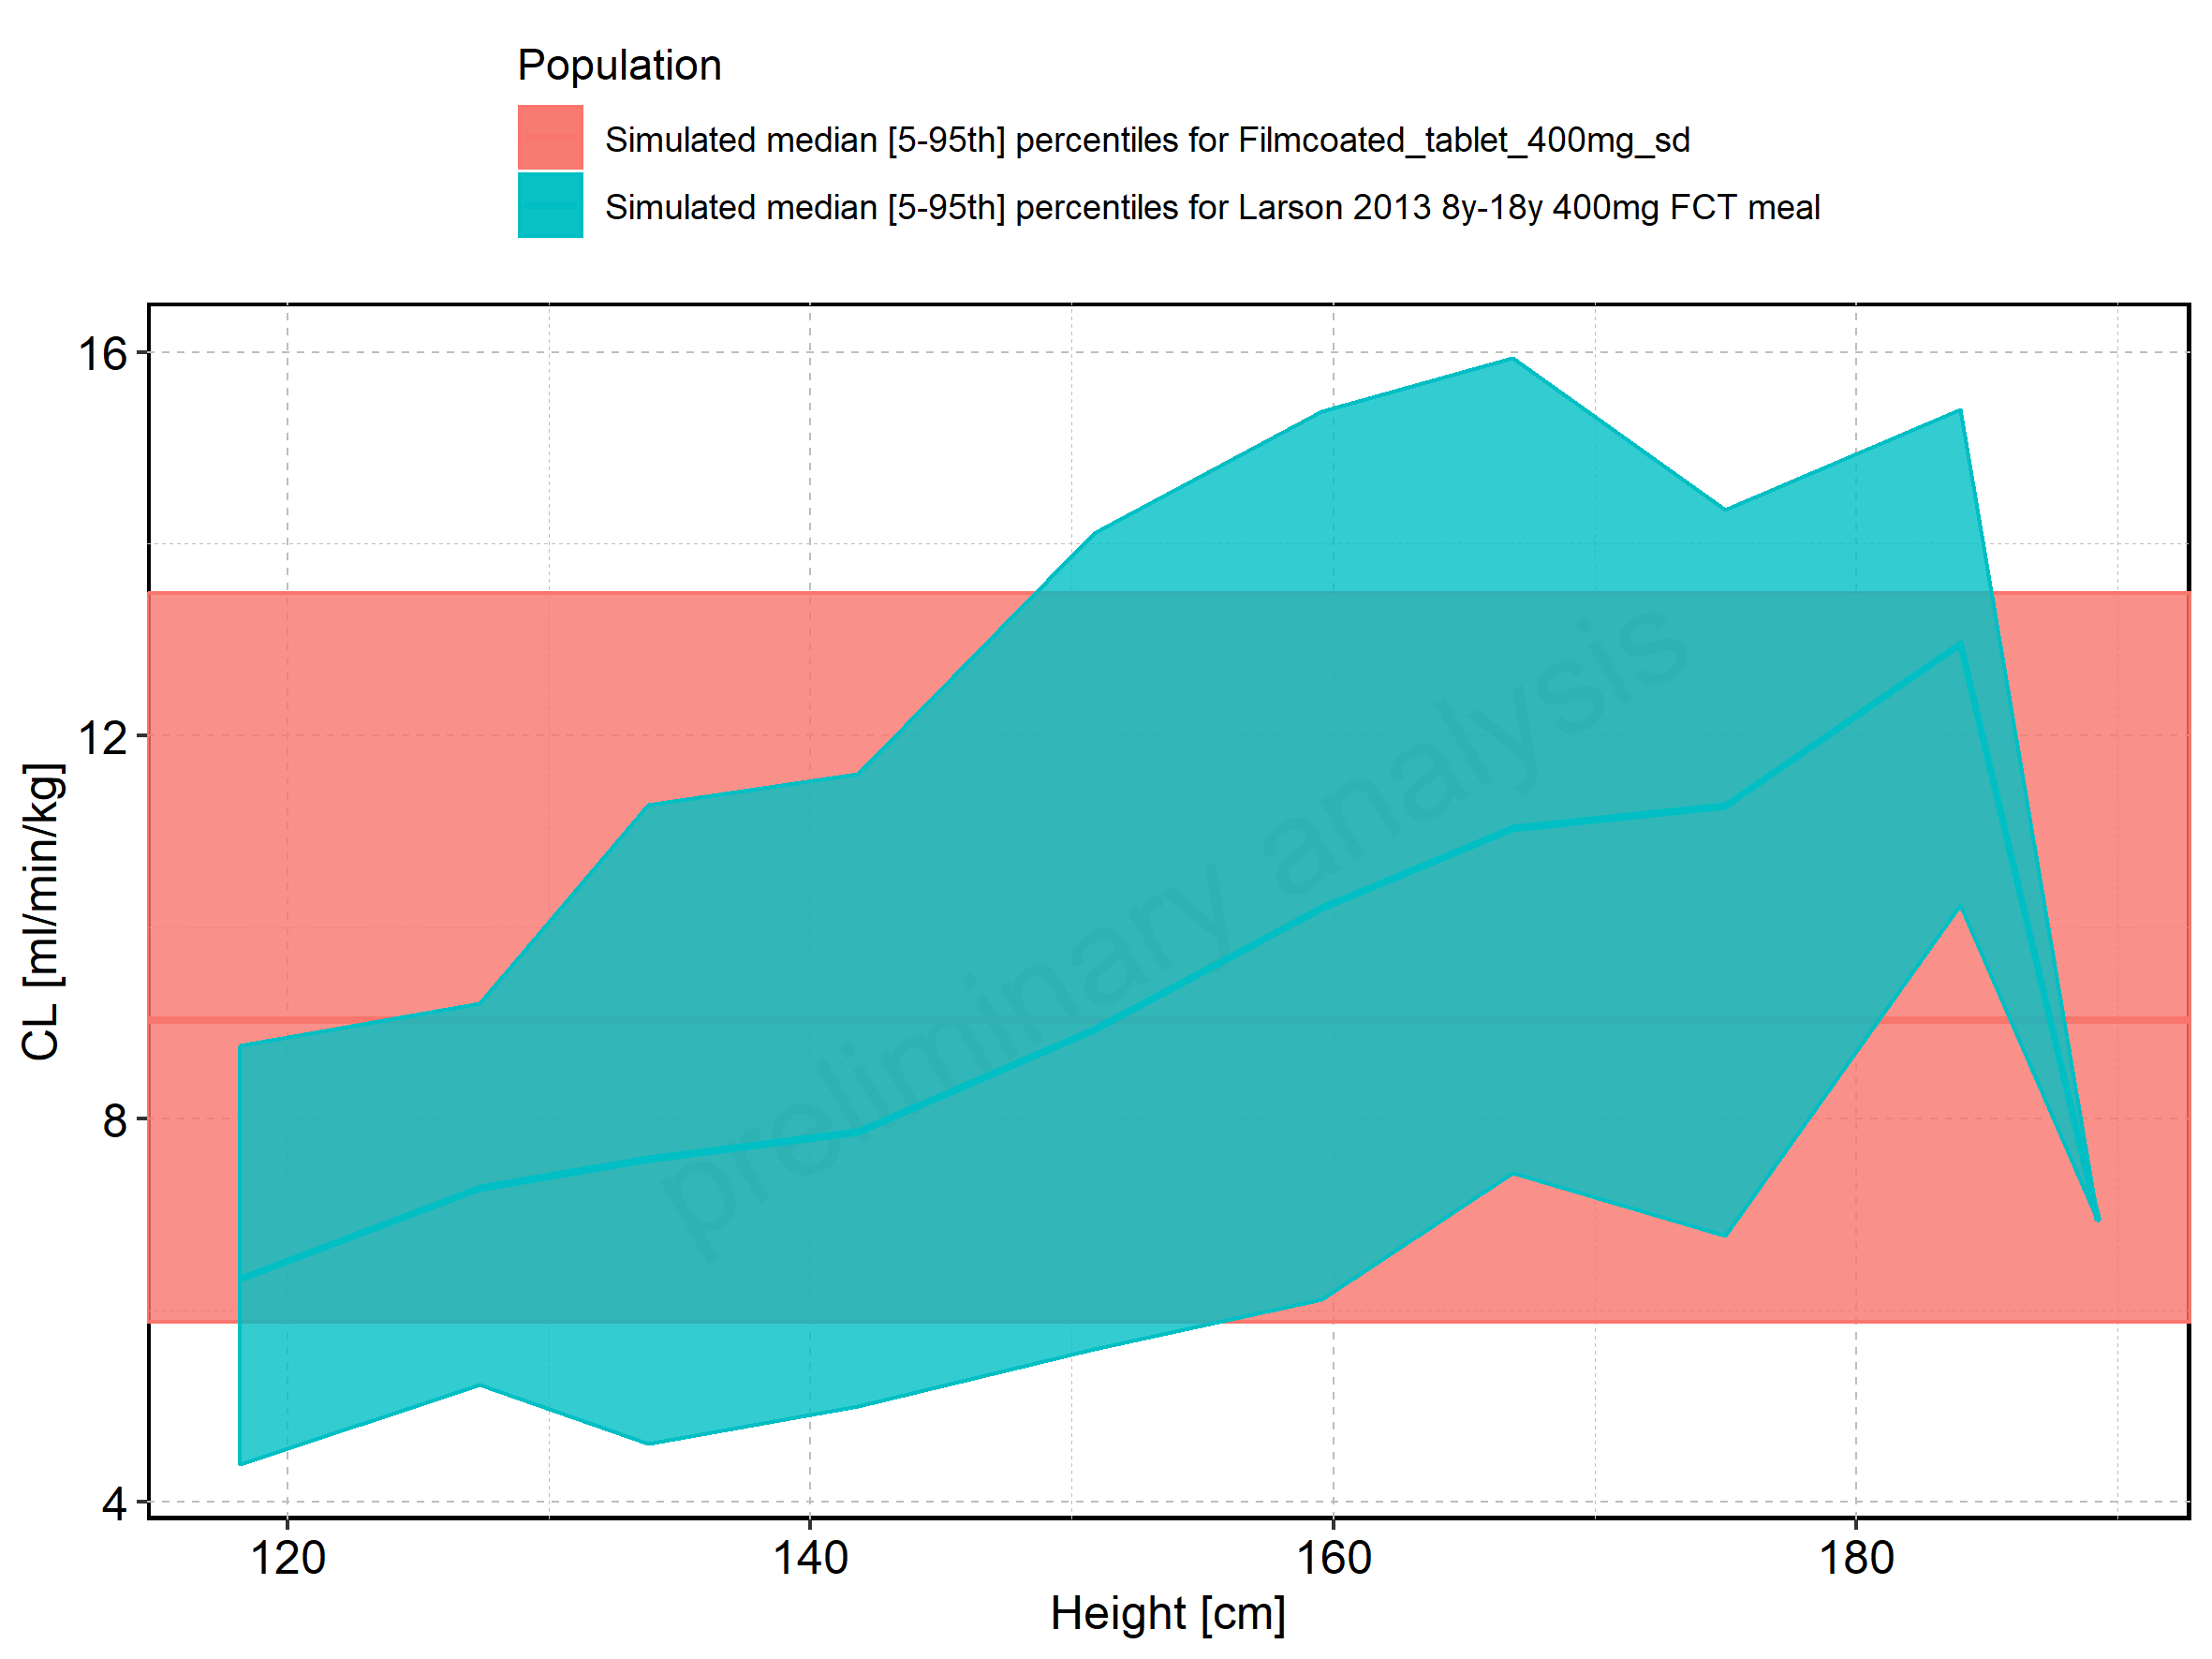 Population
Simulated median [5-95th] percentiles for Filmcoated_tablet_400mg_sd
Simulated median [5-95th] percentiles for Larson 2013 8y-18y 400mg FCT meal
16
12
8
4
CL [ml/min/kg]
preliminary analysis
120 140 160 180
Height [cm]